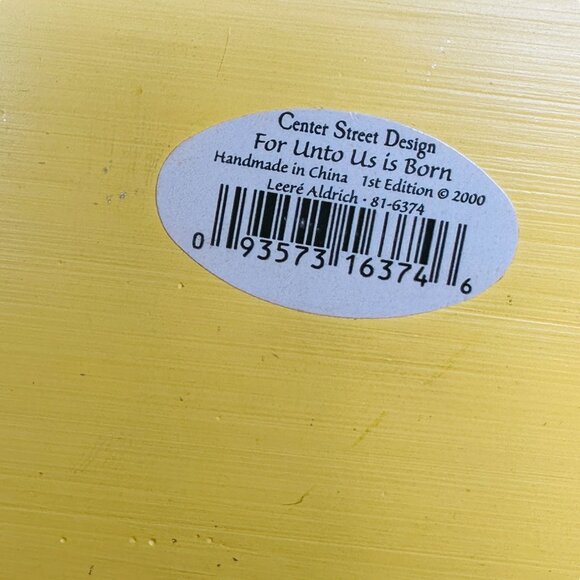 Center Street Design
For Unto Us is Born
Handmade in China 1st Edition © 2000
Leeré Aldrich · 81-6374
0 93573 16374 6